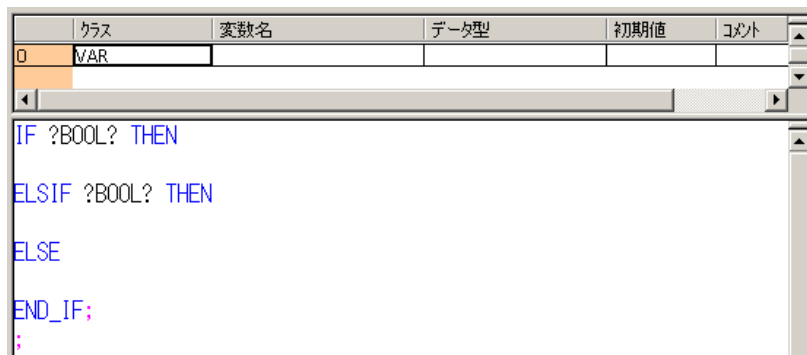 クラス 変数名 データ型 初期値 コメント
0 VAR
IF ?BOOL? THEN
ELSIF ?BOOL? THEN
ELSE
END_IF;
;